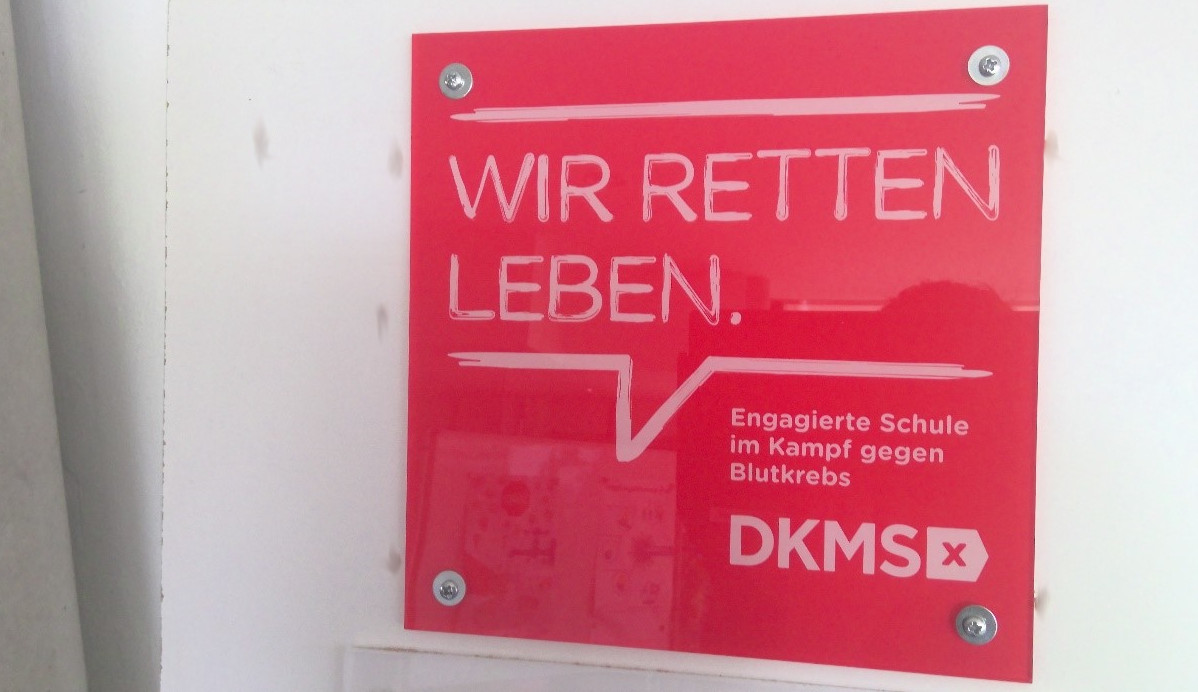 WIR RETTEN
LEBEN.
Engagierte Schule
im Kampf gegen
Blutkrebs
DKMS x